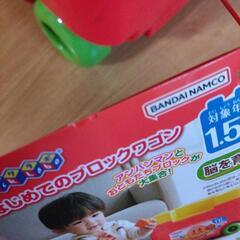 BANDAI NAMCO
対象年
1.5
はじめてのブロックワゴン
アンパンマンと
おともだちブロックが
大集合!
脳を育